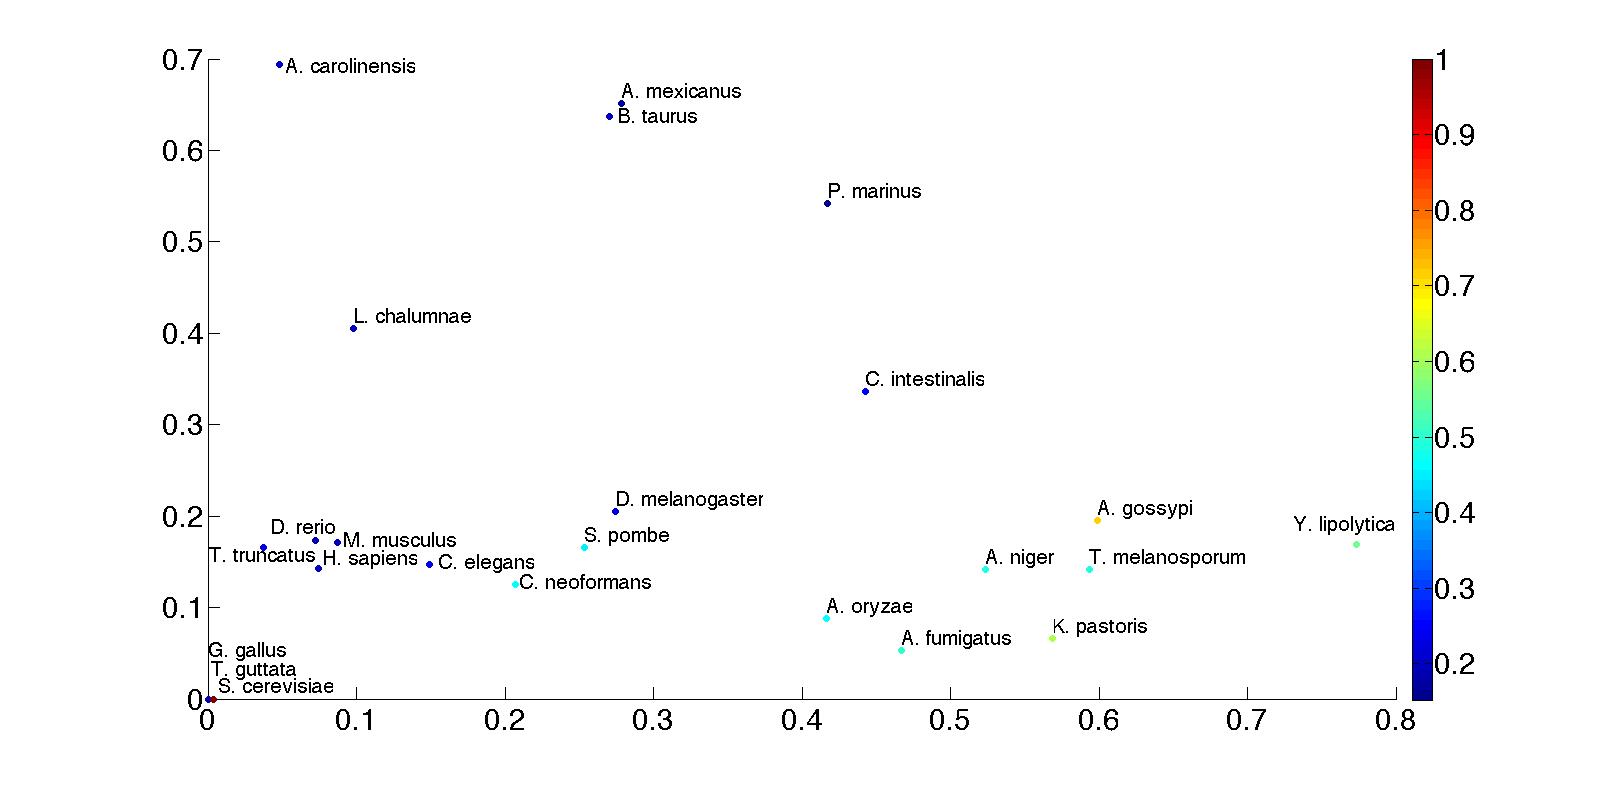 0.7
A. carolinensis
1
A. mexicanus
B. taurus
0.9
0.6
P. marinus
0.8
0.5
0.7
L. chalumnae
0.4
0.6
C. intestinalis
0.3
0.5
D. melanogaster
A. gossypi
0.2
D. rerio
M. musculus
S. pombe
Y. lipolytica
0.4
T. truncatus
H. sapiens
C. elegans
A. niger
T. melanosporum
C. neoformans
0.3
0.1
A. oryzae
A. fumigatus
K. pastoris
G. gallus
0.2
T. guttata
S. cerevisiae
0
0
0.1
0.2
0.3
0.4
0.5
0.6
0.7
0.8